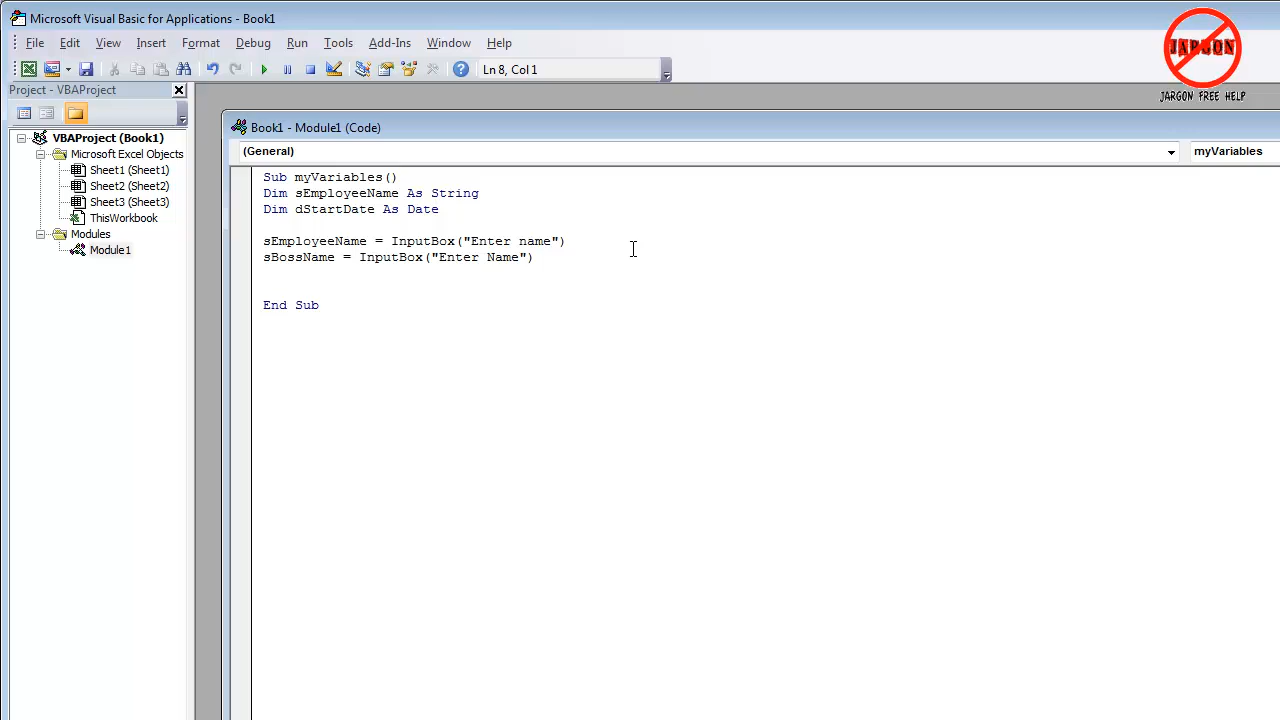 Microsoft Visual Basic for Applications - Book1
File Edit View Insert Format Debug Run Tools Add-Ins Window Help
Ln 8, Col 1
JARGON
JARGON FREE HELP
Project - VBAProject
VBAProject (Book1)
Microsoft Excel Objects
Sheet1 (Sheet1)
Sheet2 (Sheet2)
Sheet3 (Sheet3)
ThisWorkbook
Modules
Module1
Book1 - Module1 (Code)
(General) myVariables
Sub myVariables()
Dim sEmployeeName As String
Dim dStartDate As Date
sEmployeeName = InputBox("Enter name")
sBossName = InputBox("Enter Name")
End Sub